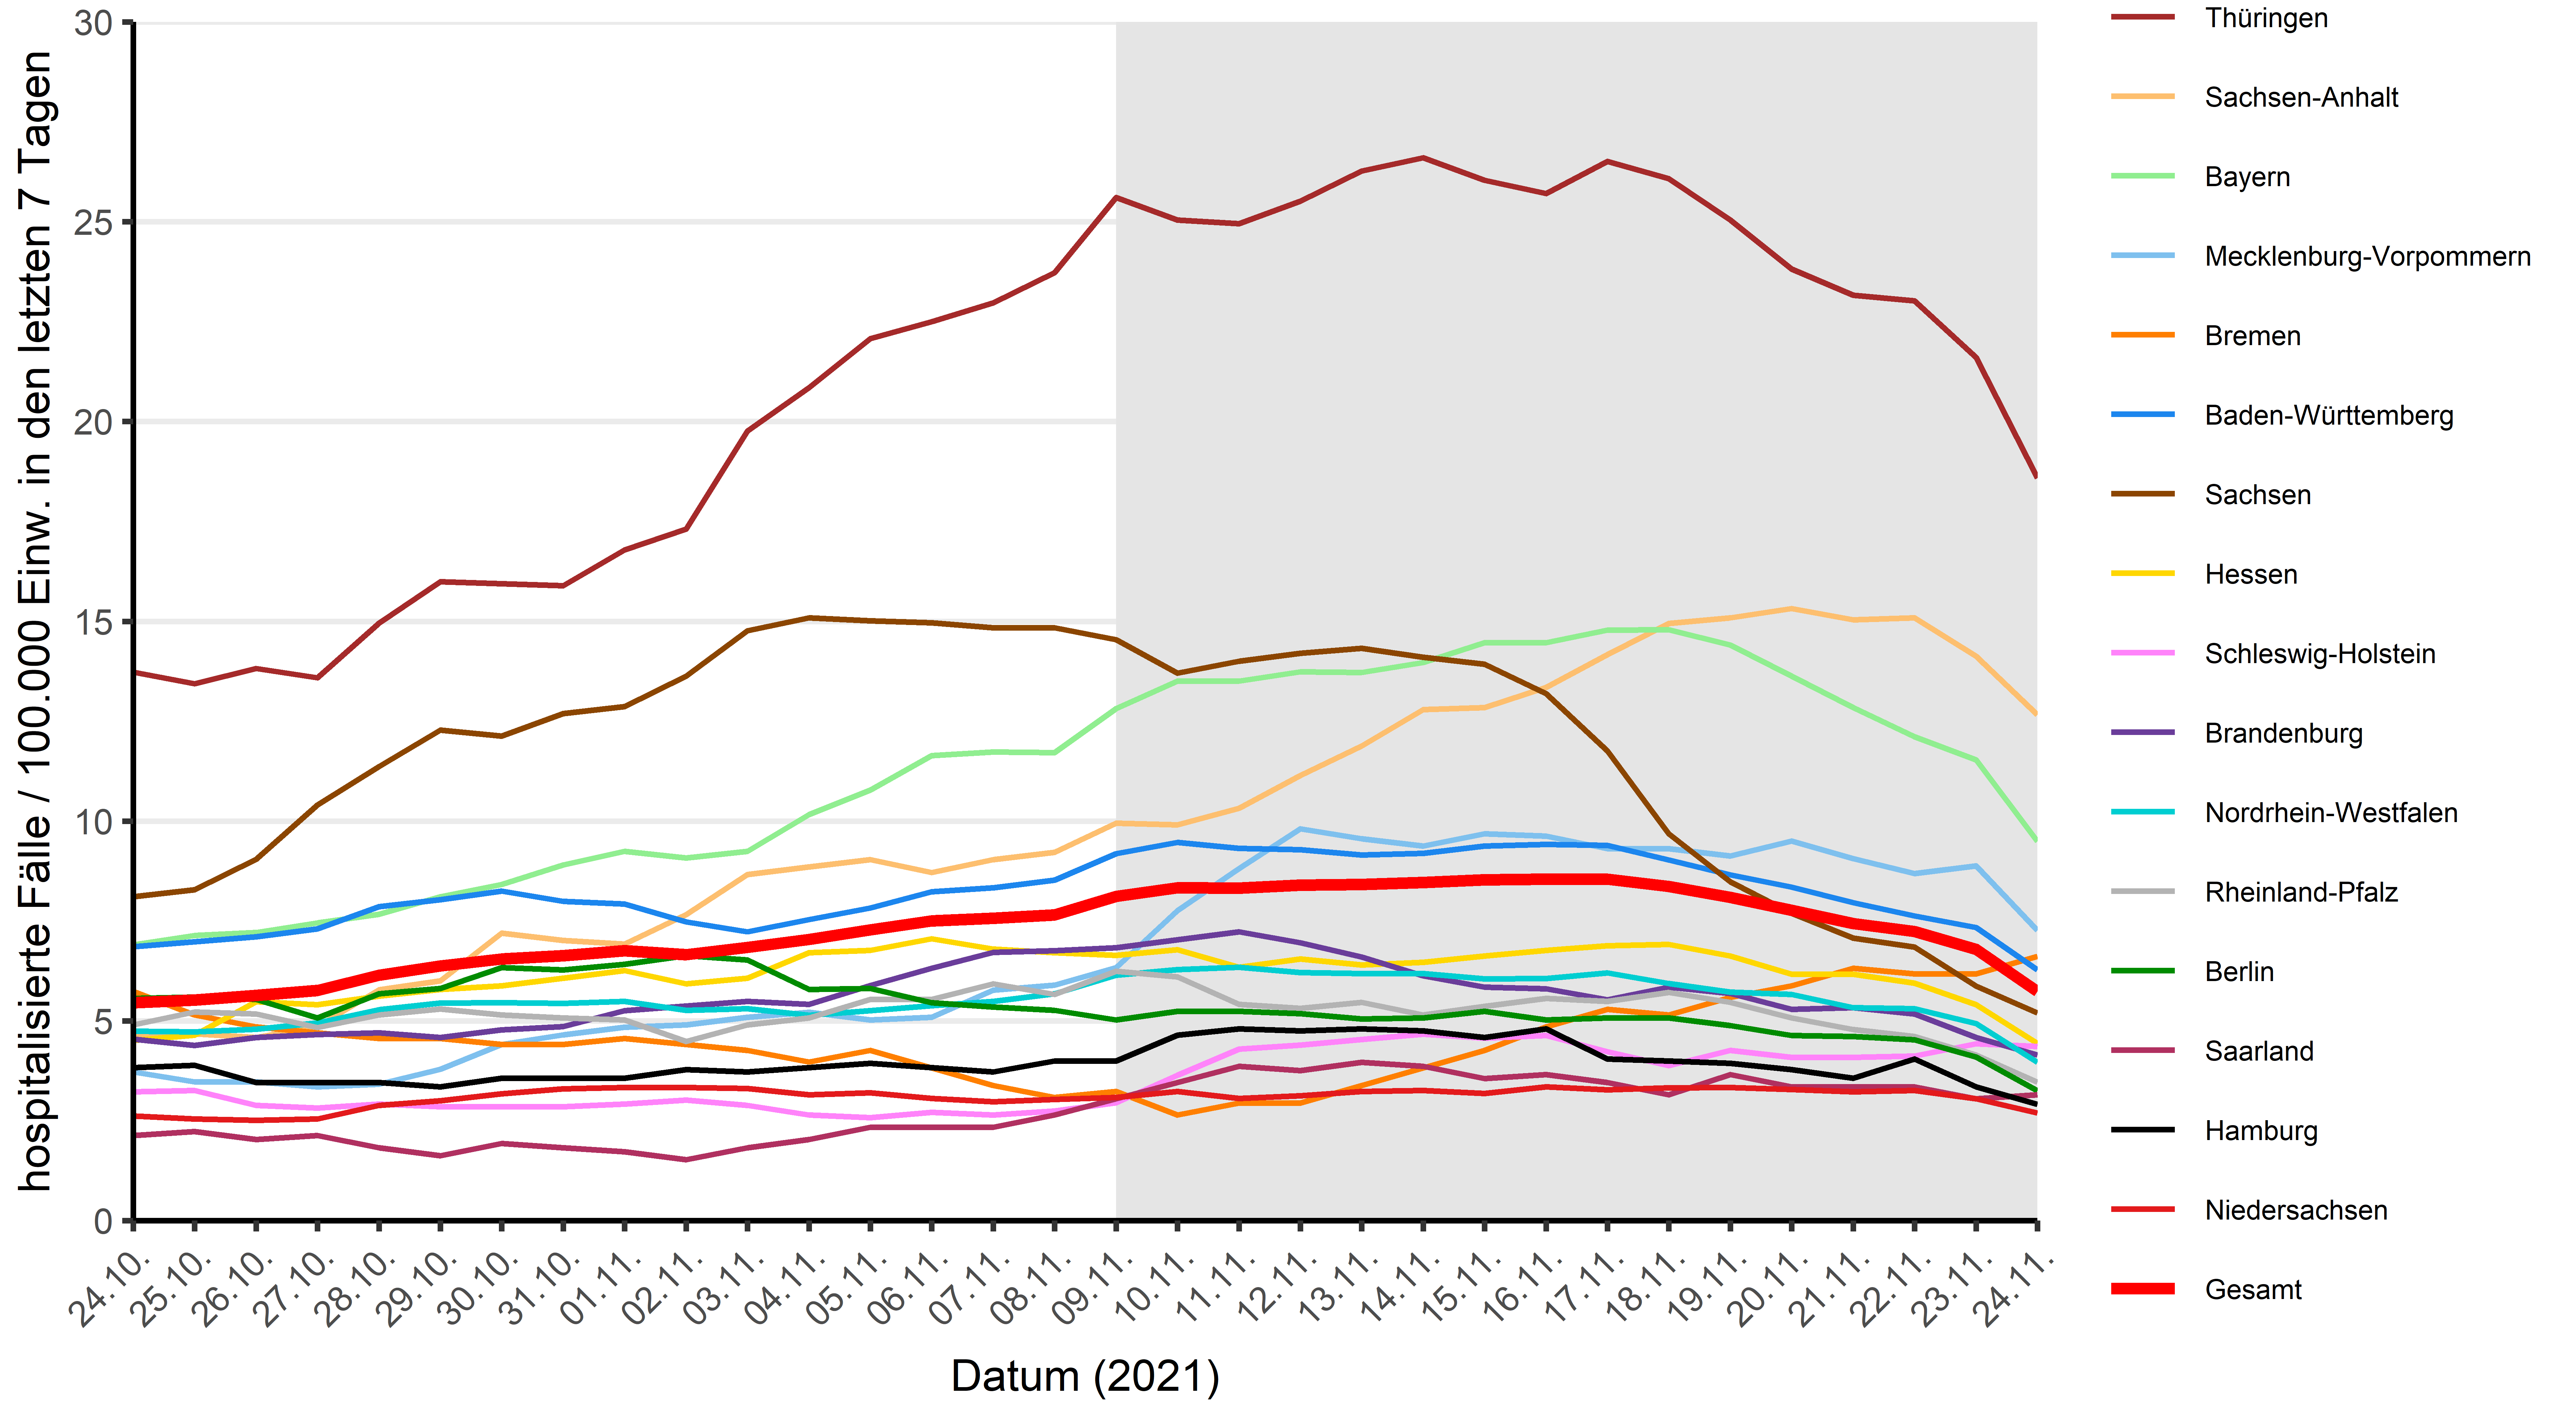 hospitalisierte Fälle / 100.000 Einw. in den letzten 7 Tagen
30
25
20
15
10
5
0
24.10.
25.10.
26.10.
27.10.
28.10.
29.10.
30.10.
31.10.
01.11.
02.11.
03.11.
04.11.
05.11.
06.11.
07.11.
08.11.
09.11.
10.11.
11.11.
12.11.
13.11.
14.11.
15.11.
16.11.
17.11.
18.11.
19.11.
20.11.
21.11.
22.11.
23.11.
24.11.
Datum (2021)
Thüringen
Sachsen-Anhalt
Bayern
Mecklenburg-Vorpommern
Bremen
Baden-Württemberg
Sachsen
Hessen
Schleswig-Holstein
Brandenburg
Nordrhein-Westfalen
Rheinland-Pfalz
Berlin
Saarland
Hamburg
Niedersachsen
Gesamt